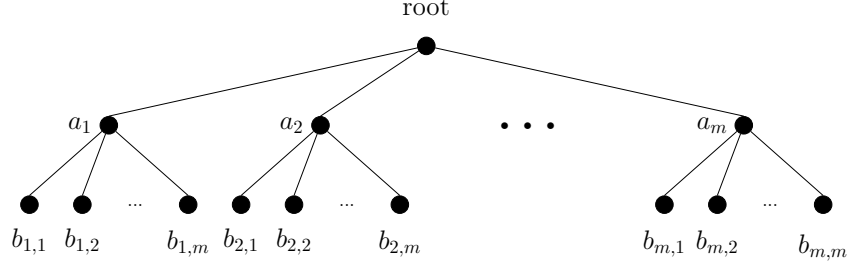 root
a_1 a_2 ... a_m
b_{1,1} b_{1,2} ... b_{1,m} b_{2,1} b_{2,2} ... b_{2,m} b_{m,1} b_{m,2} ... b_{m,m}